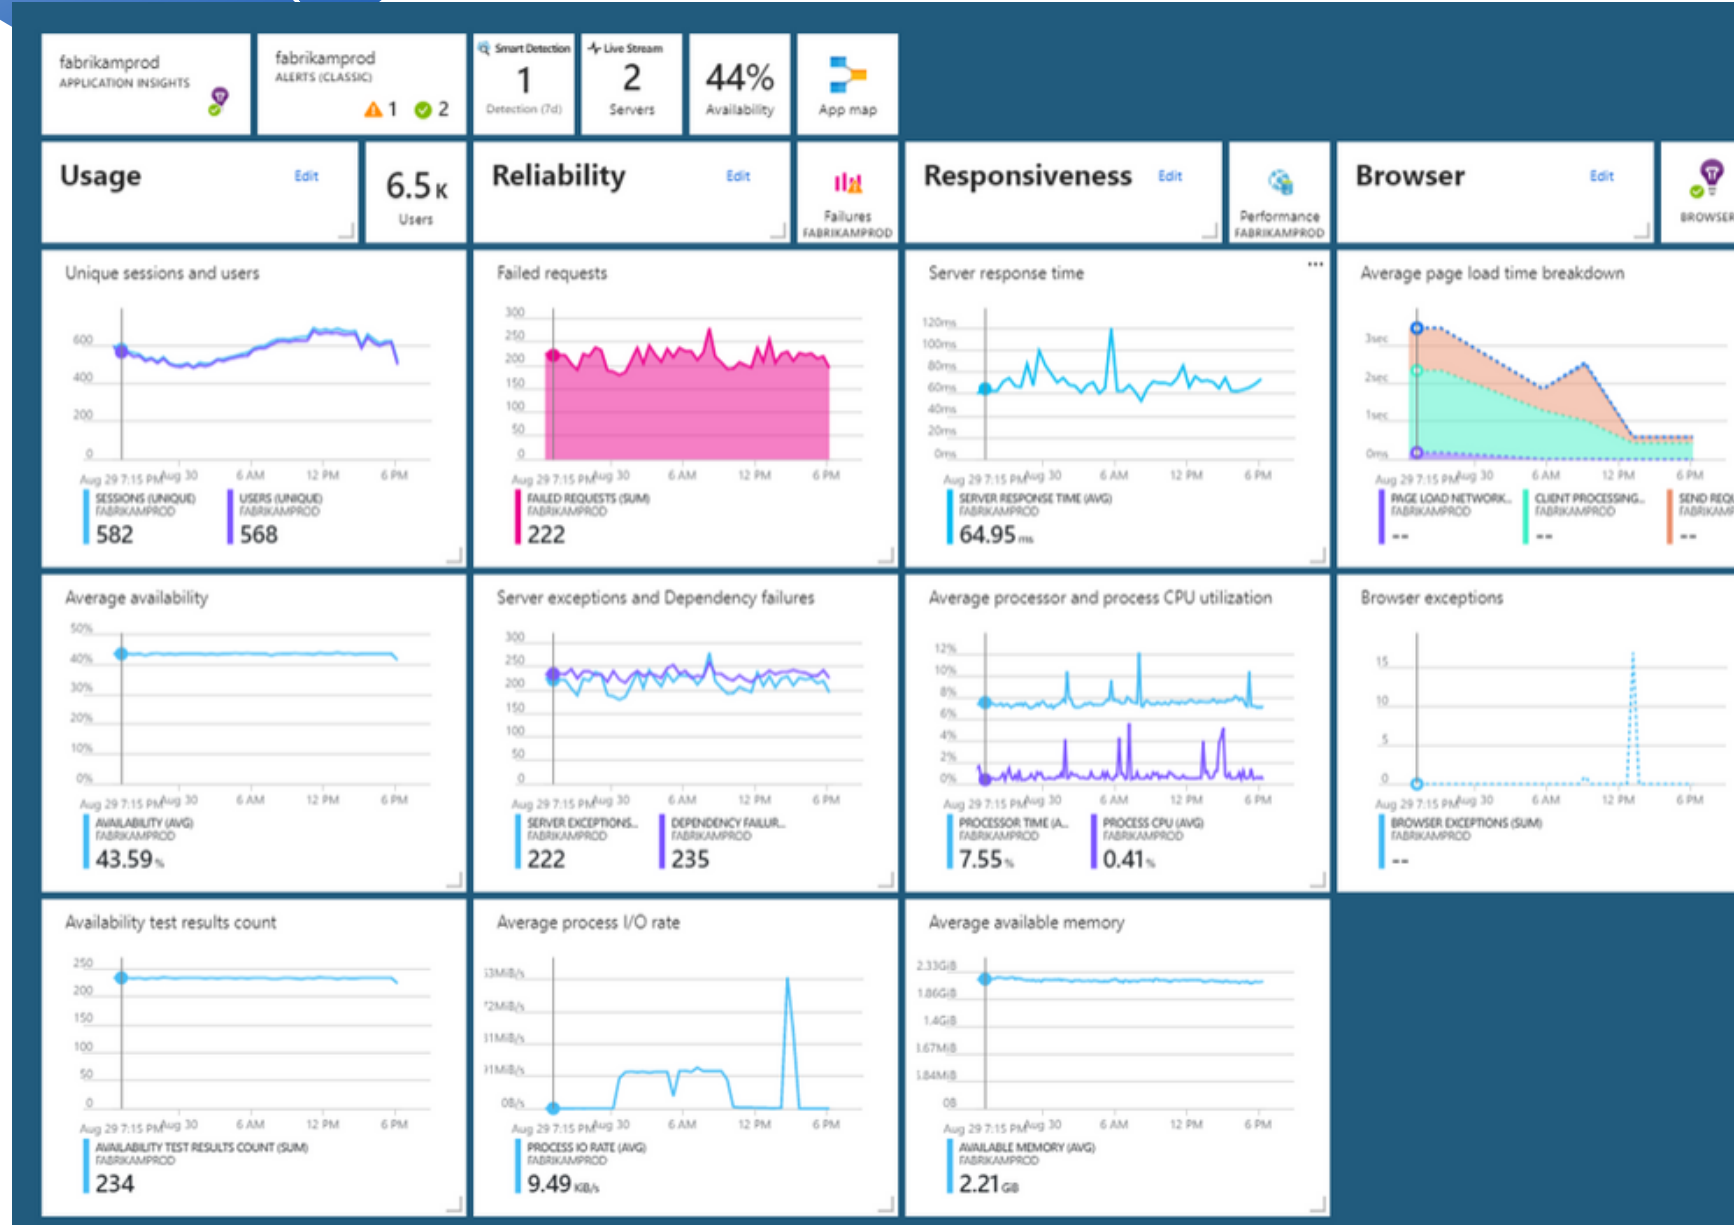 fabrikamprod
APPLICATION INSIGHTS
fabrikamprod
ALERTS (CLASSIC)
1 2
Smart Detection
1
Detection (7d)
Live Stream
2
Servers
44%
Availability
App map
Usage Edit
6.5 K
Users
Reliability Edit
Failures
FABRIKAMPROD
Responsiveness Edit
Performance
FABRIKAMPROD
Browser Edit
BROWSER
Unique sessions and users
600
400
200
0
Aug 29 7:15 PM Aug 30 6 AM 12 PM 6 PM
SESSIONS (UNIQUE)
FABRIKAMPROD
582
USERS (UNIQUE)
FABRIKAMPROD
568
Failed requests
300
250
200
150
100
50
0
Aug 29 7:15 PM Aug 30 6 AM 12 PM 6 PM
FAILED REQUESTS (SUM)
FABRIKAMPROD
222
Server response time
120ms
100ms
80ms
60ms
40ms
20ms
0ms
Aug 29 7:15 PM Aug 30 6 AM 12 PM 6 PM
SERVER RESPONSE TIME (AVG)
FABRIKAMPROD
64.95 ms
Average page load time breakdown
3sec
2sec
1sec
0ms
Aug 29 7:15 PM Aug 30 6 AM 12 PM 6 PM
PAGE LOAD NETWORK...
FABRIKAMPROD
--
CLIENT PROCESSING...
FABRIKAMPROD
--
SEND REQU
FABRIKAMP
--
Average availability
50%
40%
30%
20%
10%
0%
Aug 29 7:15 PM Aug 30 6 AM 12 PM 6 PM
AVAILABILITY (AVG)
FABRIKAMPROD
43.59 %
Server exceptions and Dependency failures
300
250
200
150
100
50
0
Aug 29 7:15 PM Aug 30 6 AM 12 PM 6 PM
SERVER EXCEPTIONS...
FABRIKAMPROD
222
DEPENDENCY FAILUR...
FABRIKAMPROD
235
Average processor and process CPU utilization
12%
10%
8%
6%
4%
2%
0%
Aug 29 7:15 PM Aug 30 6 AM 12 PM 6 PM
PROCESSOR TIME (A...
FABRIKAMPROD
7.55 %
PROCESS CPU (AVG)
FABRIKAMPROD
0.41 %
Browser exceptions
15
10
5
0
Aug 29 7:15 PM Aug 30 6 AM 12 PM 6 PM
BROWSER EXCEPTIONS (SUM)
FABRIKAMPROD
--
Availability test results count
250
200
150
100
50
0
Aug 29 7:15 PM Aug 30 6 AM 12 PM 6 PM
AVAILABILITY TEST RESULTS COUNT (SUM)
FABRIKAMPROD
234
Average process I/O rate
0B/s
Aug 29 7:15 PM Aug 30 6 AM 12 PM 6 PM
PROCESS IO RATE (AVG)
FABRIKAMPROD
9.49 KiB/s
Average available memory
2.33GiB
1.86GiB
1.4GiB
0B
Aug 29 7:15 PM Aug 30 6 AM 12 PM 6 PM
AVAILABLE MEMORY (AVG)
FABRIKAMPROD
2.21 GiB